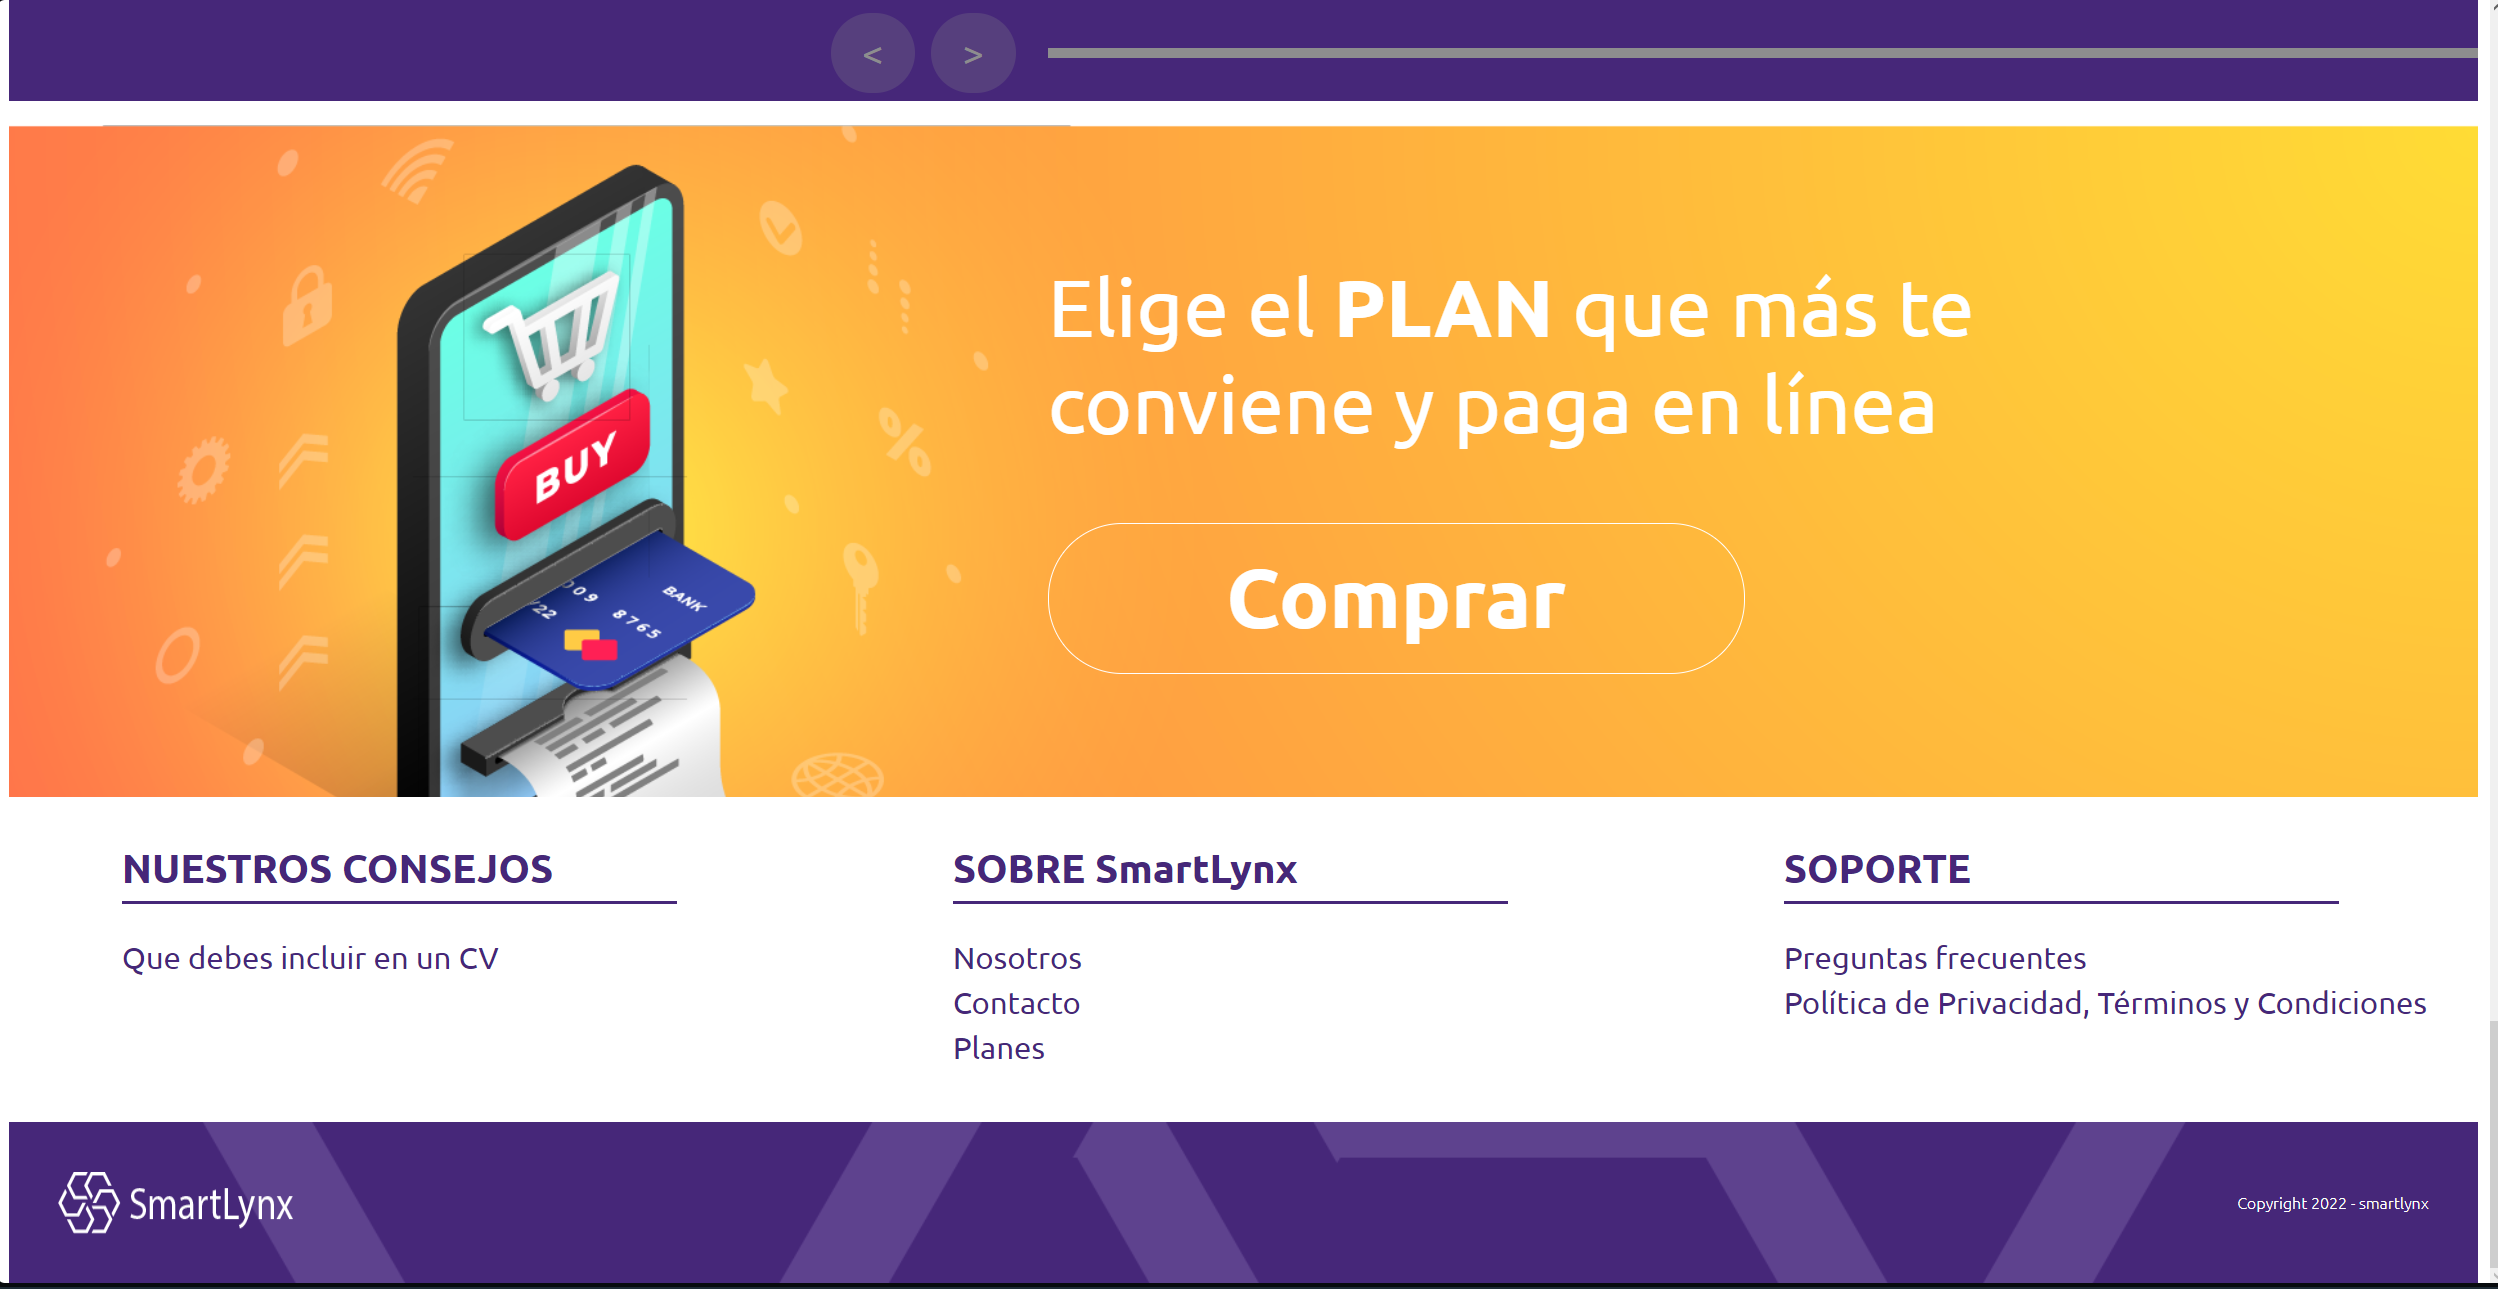 < >
Elige el PLAN que más te
conviene y paga en línea
BUY
Comprar
009 8765
/22
BANK
NUESTROS CONSEJOS
Que debes incluir en un CV
SOBRE SmartLynx
Nosotros
Contacto
Planes
SOPORTE
Preguntas frecuentes
Política de Privacidad, Términos y Condiciones
SmartLynx
Copyright 2022 - smartlynx